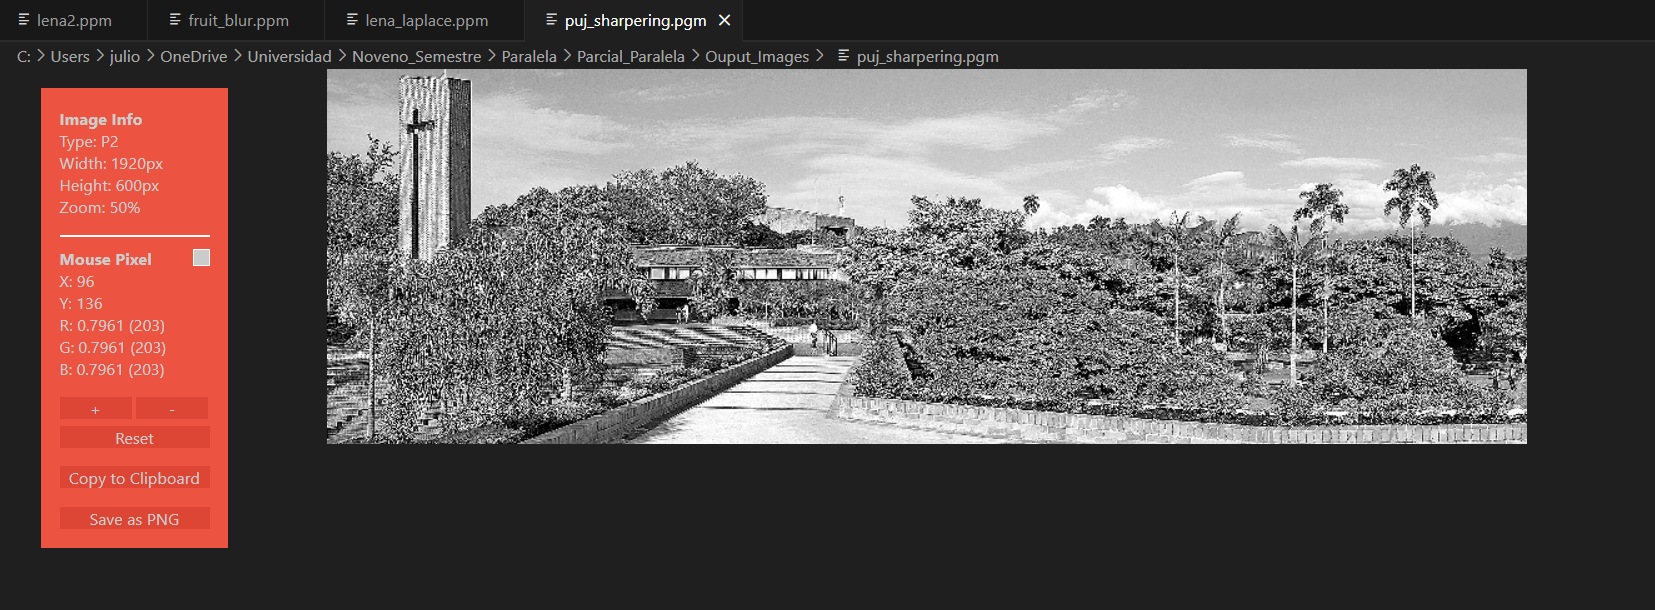 lena2.ppm fruit_blur.ppm lena_laplace.ppm puj_sharpering.pgm
C: > Users > julio > OneDrive > Universidad > Noveno_Semestre > Paralela > Parcial_Paralela > Ouput_Images > puj_sharpering.pgm
Image Info
Type: P2
Width: 1920px
Height: 600px
Zoom: 50%
Mouse Pixel
X: 96
Y: 136
R: 0.7961 (203)
G: 0.7961 (203)
B: 0.7961 (203)
+ -
Reset
Copy to Clipboard
Save as PNG